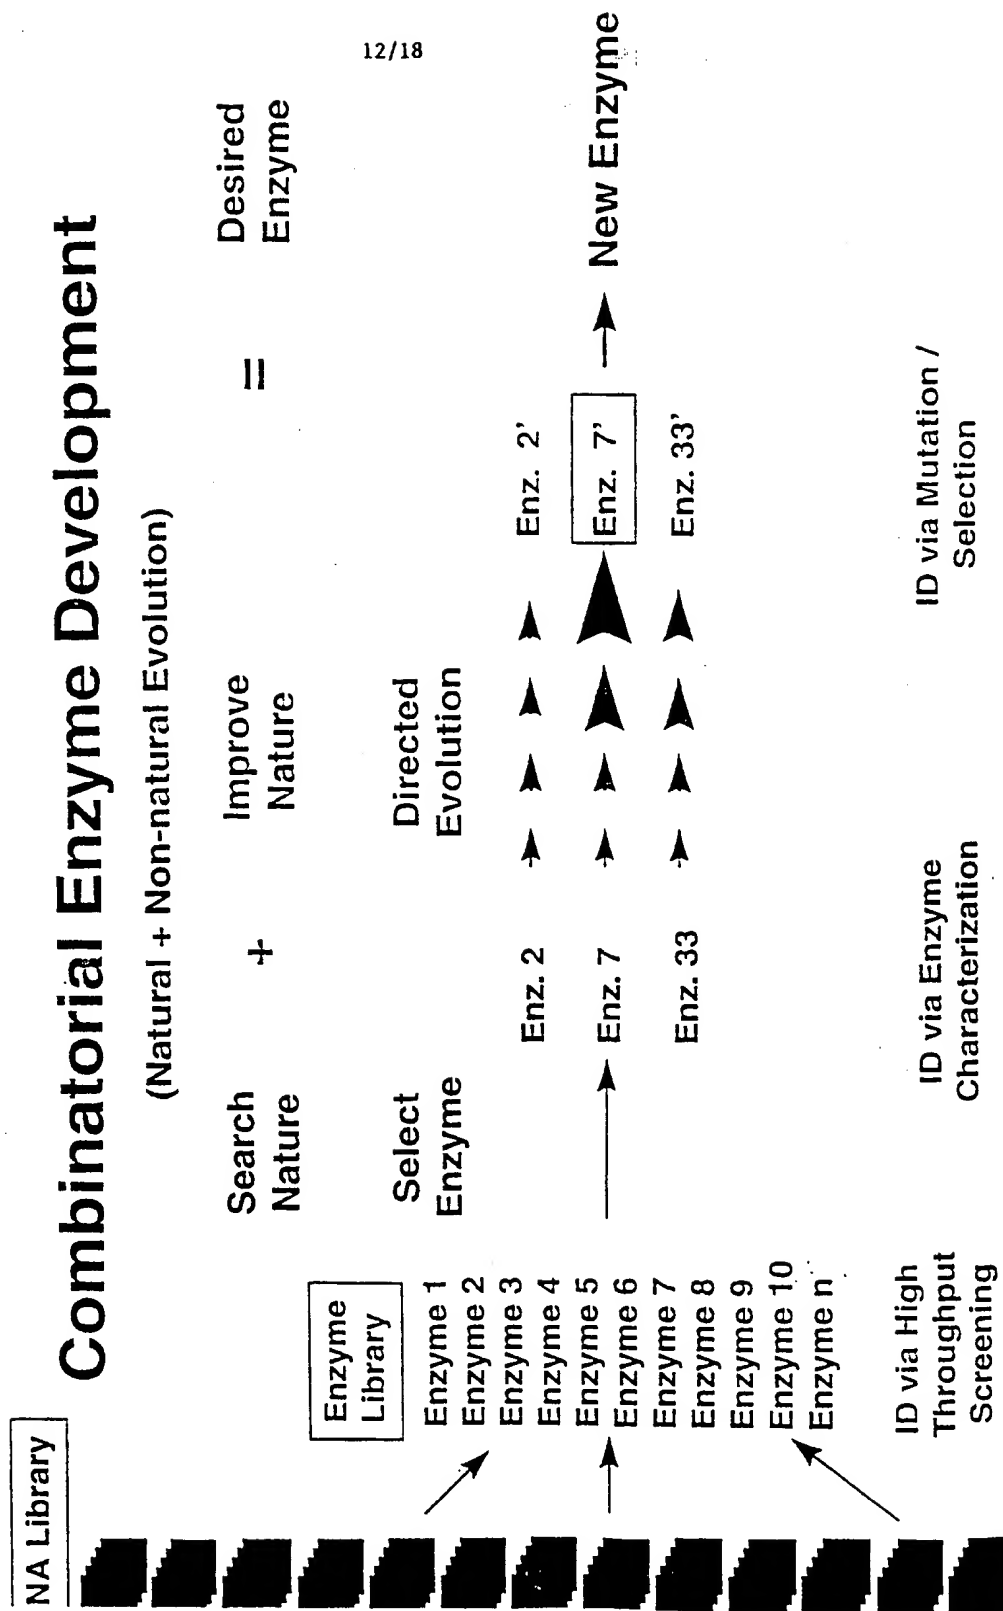 12/18
NA Library
Combinatorial Enzyme Development
(Natural + Non-natural Evolution)
Search
Nature
+
Improve
Nature
=
Desired
Enzyme
Enzyme
Library
Select
Enzyme
Directed
Evolution
Enzyme 1
Enzyme 2
Enzyme 3
Enzyme 4
Enzyme 5
Enzyme 6
Enzyme 7
Enzyme 8
Enzyme 9
Enzyme 10
Enzyme n
Enz. 2
Enz. 7
Enz. 33
Enz. 2'
Enz. 7'
Enz. 33'
New Enzyme
ID via High
Throughput
Screening
ID via Enzyme
Characterization
ID via Mutation /
Selection